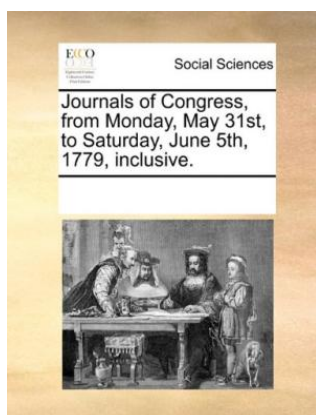 ECCO
Social Sciences
Journals of Congress,
from Monday, May 31st,
to Saturday, June 5th,
1779, inclusive.